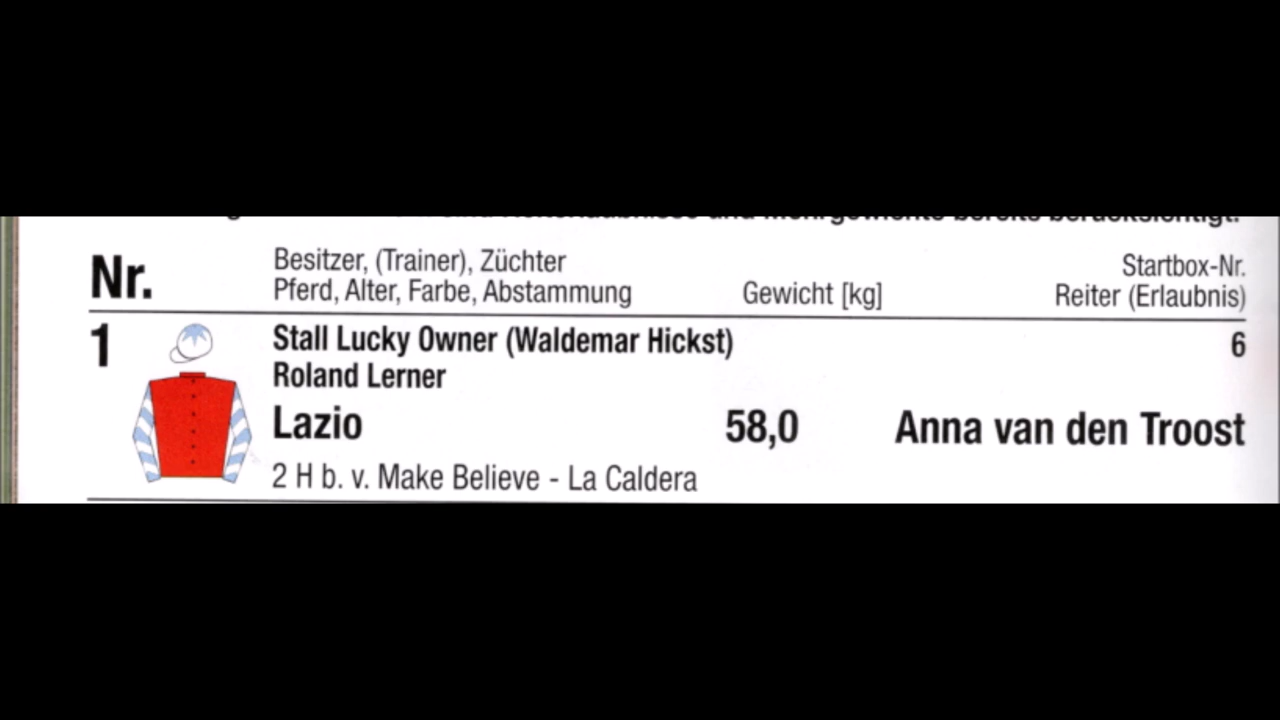 Nr.
Besitzer, (Trainer), Züchter
Pferd, Alter, Farbe, Abstammung
Gewicht [kg]
Startbox-Nr.
Reiter (Erlaubnis)
1
Stall Lucky Owner (Waldemar Hickst)
6
Roland Lerner
Lazio 58,0 Anna van den Troost
2 H b. v. Make Believe - La Caldera